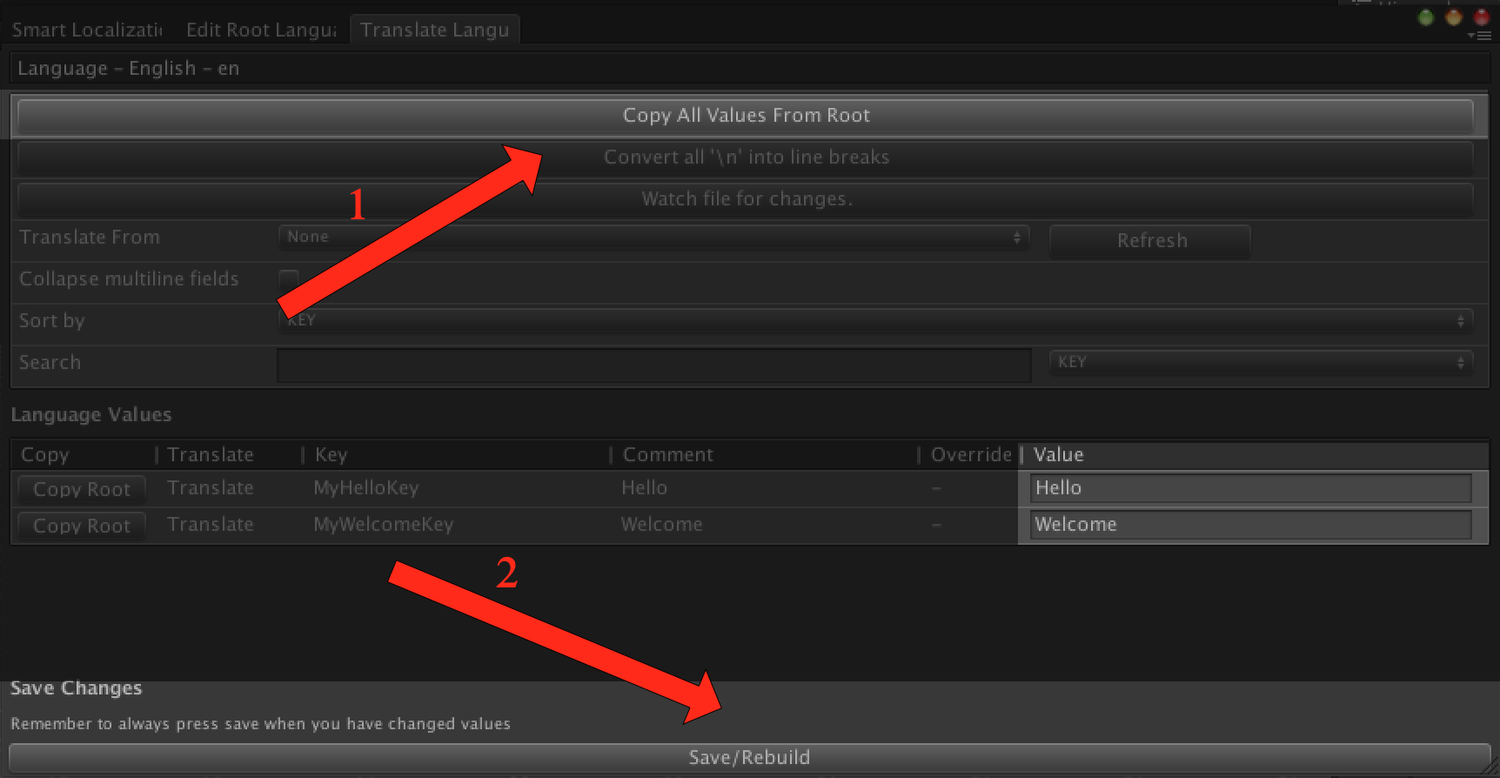 Smart Localizati Edit Root Langua Translate Langu
Language - English - en
Copy All Values From Root
Convert all '\n' into line breaks
1
Watch file for changes.
Translate From None Refresh
Collapse multiline fields
Sort by KEY
Search KEY
Language Values
Copy | Translate | Key | Comment | Override | Value
Copy Root Translate MyHelloKey Hello - Hello
Copy Root Translate MyWelcomeKey Welcome - Welcome
2
Save Changes
Remember to always press save when you have changed values
Save/Rebuild